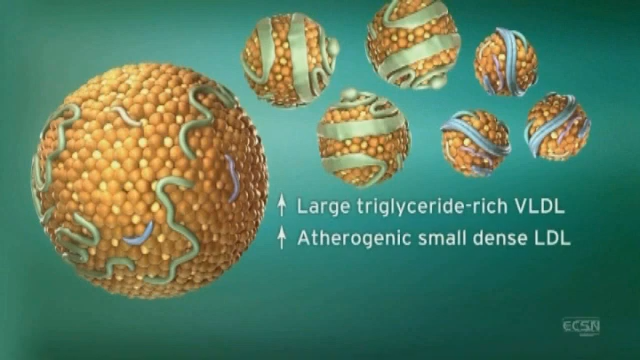 ↑ Large triglyceride-rich VLDL
↑ Atherogenic small dense LDL
ECSN